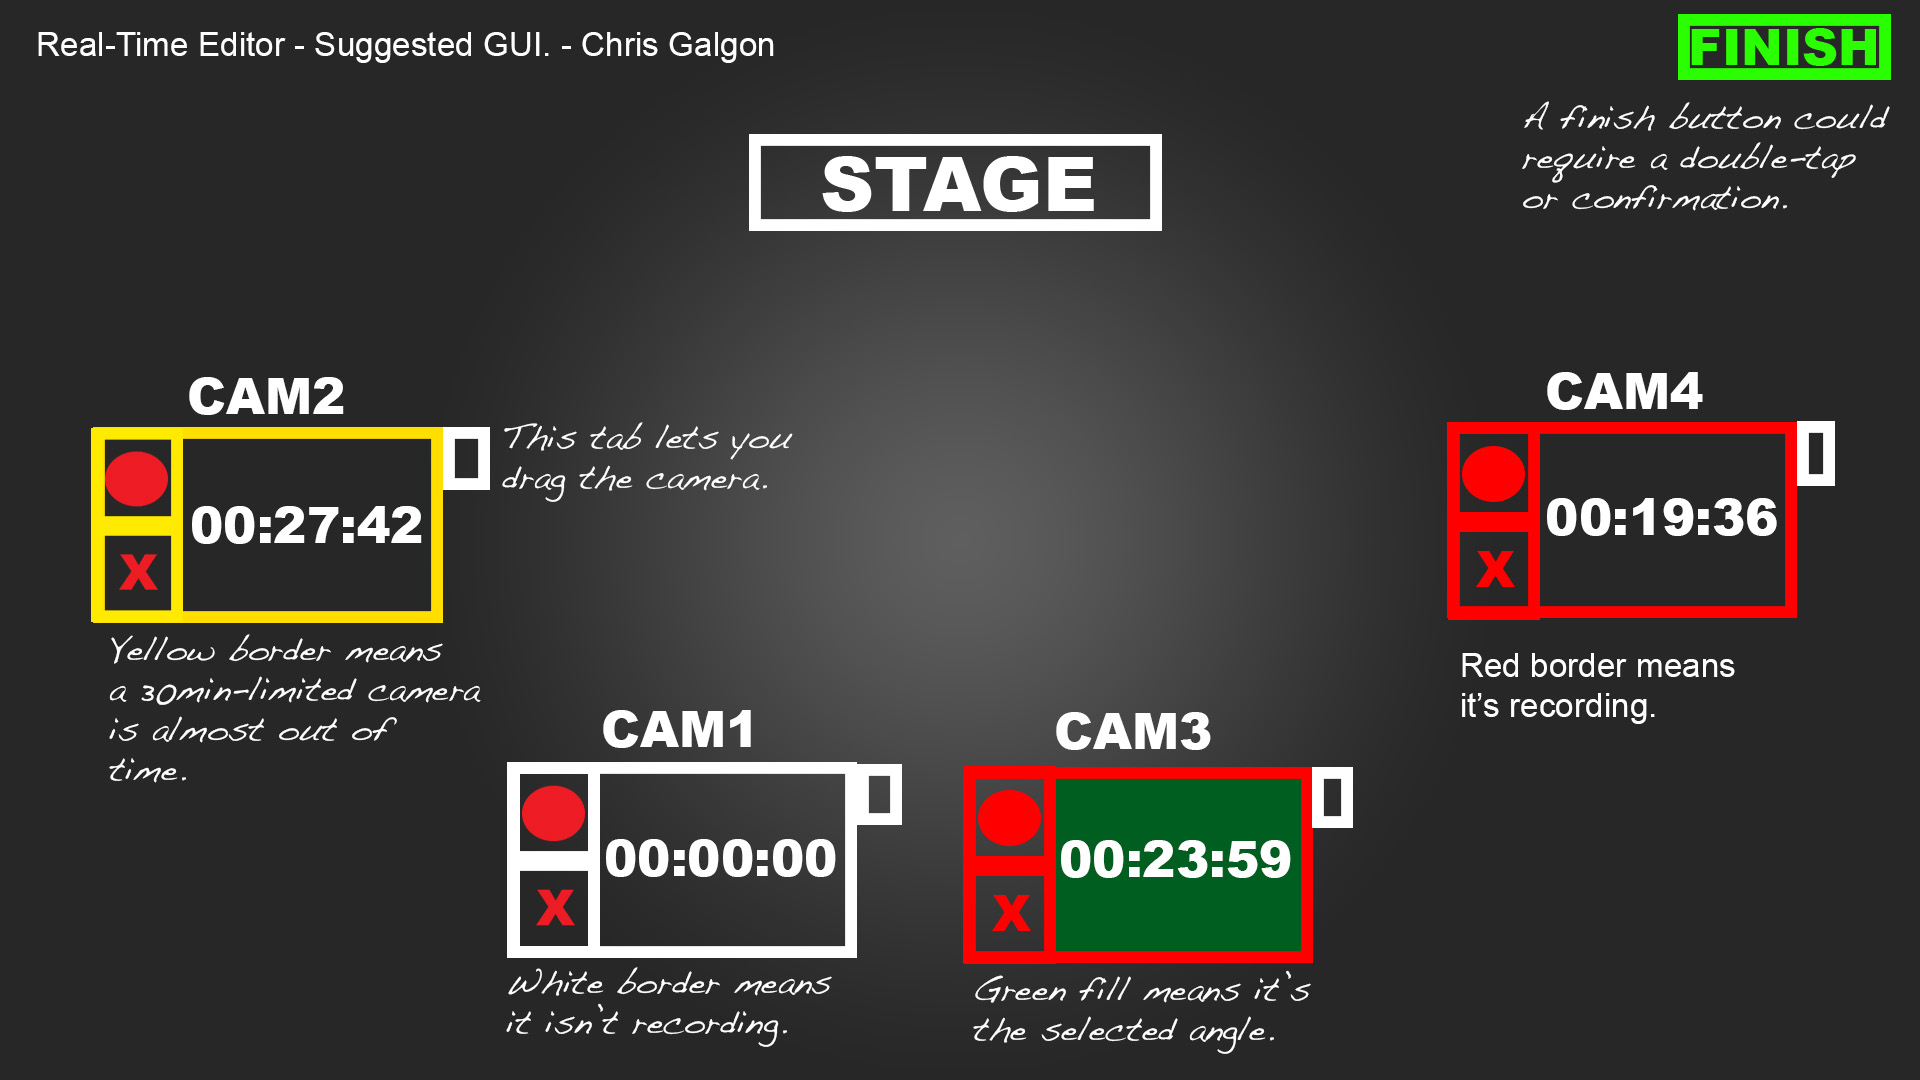 Real-Time Editor - Suggested GUI. - Chris Galgon
FINISH
A finish button could
require a double-tap
or confirmation.
STAGE
CAM2
00:27:42
X
This tab lets you
drag the camera.
Yellow border means
a 30min-limited camera
is almost out of
time.
CAM4
00:19:36
X
Red border means
it’s recording.
CAM1
00:00:00
X
White border means
it isn't recording.
CAM3
00:23:59
X
Green fill means it's
the selected angle.